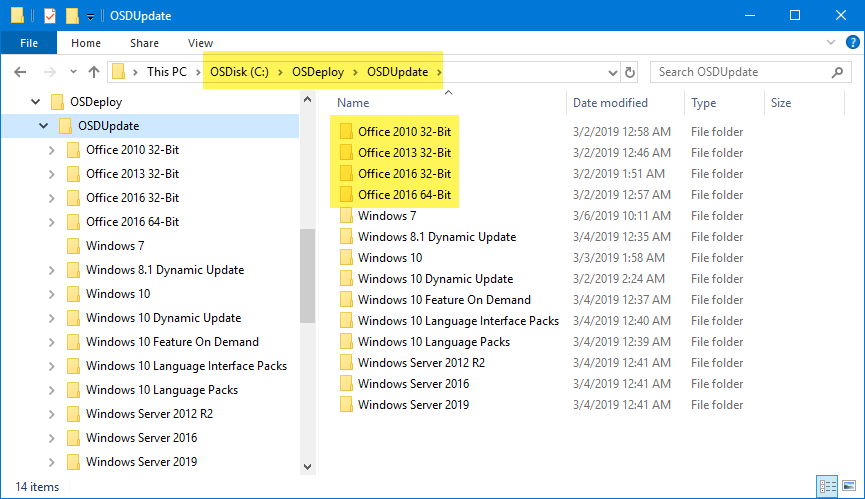 OSDUpdate
File Home Share View
This PC OSDisk (C:) OSDeploy OSDUpdate Search OSDUpdate
OSDeploy
OSDUpdate
Office 2010 32-Bit
Office 2013 32-Bit
Office 2016 32-Bit
Office 2016 64-Bit
Windows 7
Windows 8.1 Dynamic Update
Windows 10
Windows 10 Dynamic Update
Windows 10 Feature On Demand
Windows 10 Language Interface Packs
Windows 10 Language Packs
Windows Server 2012 R2
Windows Server 2016
Windows Server 2019
Name Date modified Type Size
Office 2010 32-Bit 3/2/2019 12:58 AM File folder
Office 2013 32-Bit 3/2/2019 12:46 AM File folder
Office 2016 32-Bit 3/2/2019 1:51 AM File folder
Office 2016 64-Bit 3/2/2019 12:57 AM File folder
Windows 7 3/6/2019 10:11 AM File folder
Windows 8.1 Dynamic Update 3/4/2019 12:35 AM File folder
Windows 10 3/3/2019 1:58 AM File folder
Windows 10 Dynamic Update 3/2/2019 2:24 AM File folder
Windows 10 Feature On Demand 3/4/2019 12:37 AM File folder
Windows 10 Language Interface Packs 3/4/2019 12:40 AM File folder
Windows 10 Language Packs 3/4/2019 12:39 AM File folder
Windows Server 2012 R2 3/4/2019 12:41 AM File folder
Windows Server 2016 3/4/2019 12:41 AM File folder
Windows Server 2019 3/4/2019 12:41 AM File folder
14 items